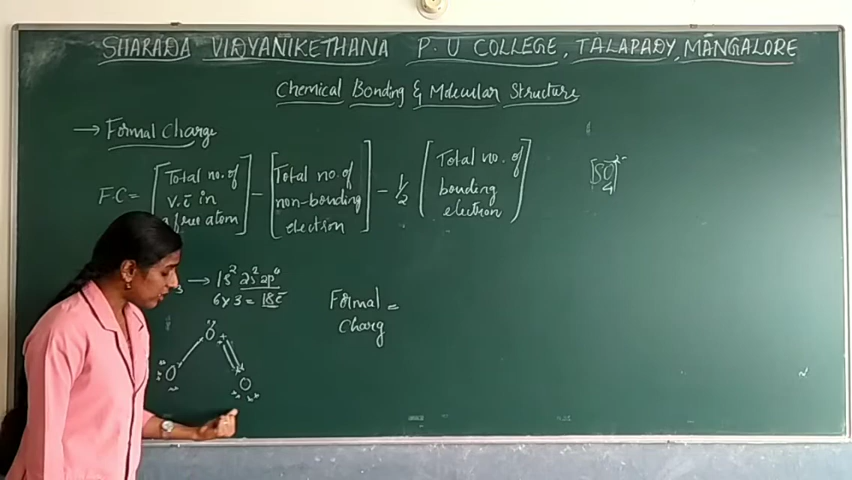 SHARADA VIDYANIKETHANA P.U COLLEGE, TALAPADY, MANGALORE
Chemical Bonding & Molecular Structure
→ Formal Charge
F.C = [Total no. of v.e̅ in a free atom] − [Total no. of non-bonding electron] − 1/2 [Total no. of bonding electron]
[SO4]2-
3 → 1s² 2s² 2p⁴
6 x 3 = 18e̅
Formal Charg =
O
O O